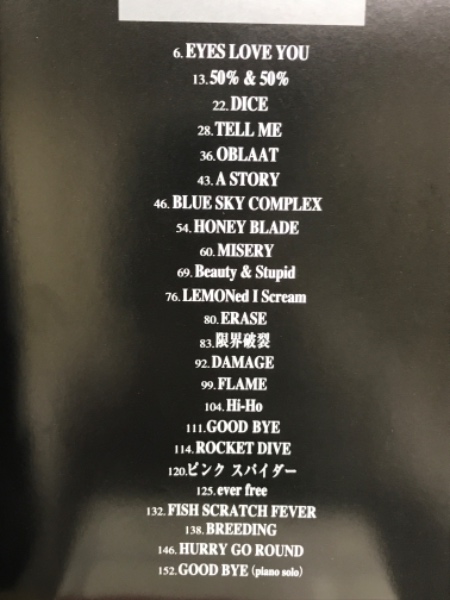 6. EYES LOVE YOU
13. 50% & 50%
22. DICE
28. TELL ME
36. OBLAAT
43. A STORY
46. BLUE SKY COMPLEX
54. HONEY BLADE
60. MISERY
69. Beauty & Stupid
76. LEMONed I Scream
80. ERASE
83. 限界破裂
92. DAMAGE
99. FLAME
104. Hi-Ho
111. GOOD BYE
114. ROCKET DIVE
120. ピンク スパイダー
125. ever free
132. FISH SCRATCH FEVER
138. BREEDING
146. HURRY GO ROUND
152. GOOD BYE (piano solo)